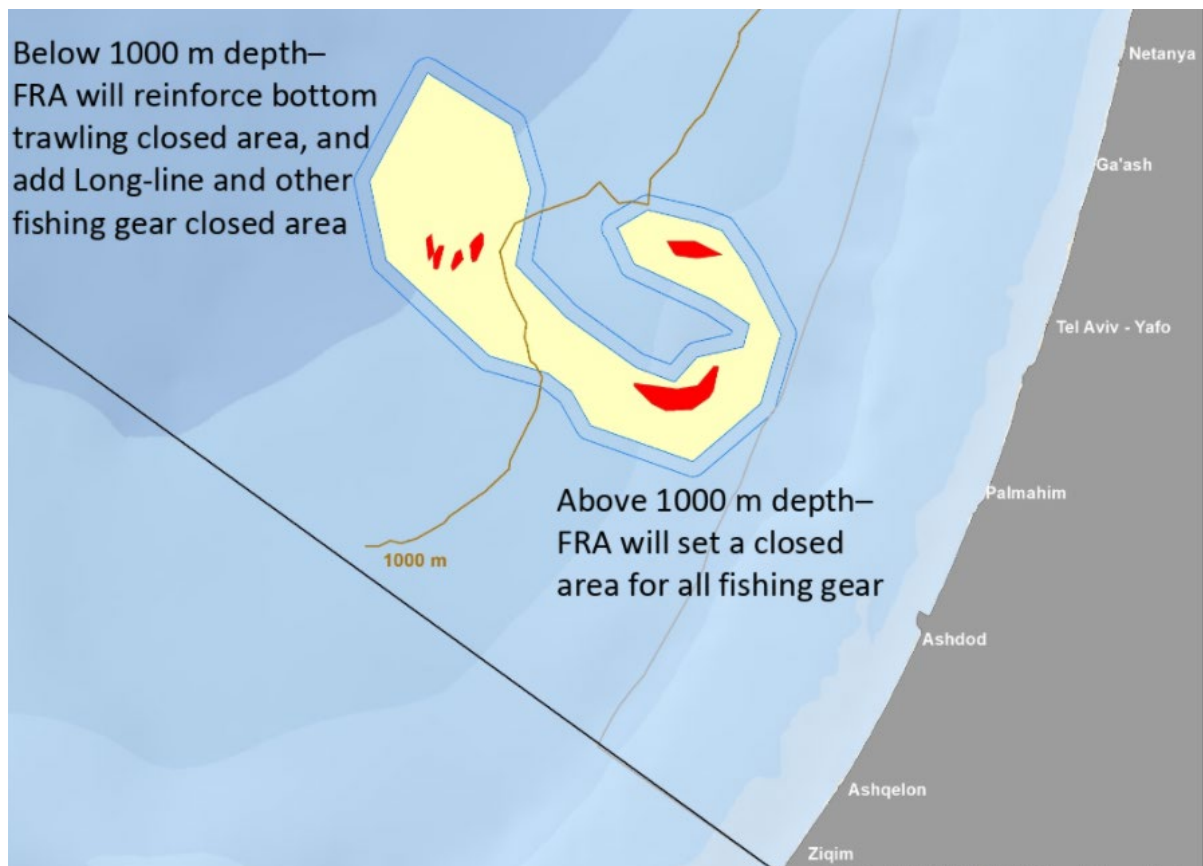 Below 1000 m depth–
FRA will reinforce bottom
trawling closed area, and
add Long-line and other
fishing gear closed area
Netanya
Ga'ash
Tel Aviv - Yafo
Palmahim
Above 1000 m depth–
FRA will set a closed
area for all fishing gear
1000 m
Ashdod
Ashqelon
Ziqim